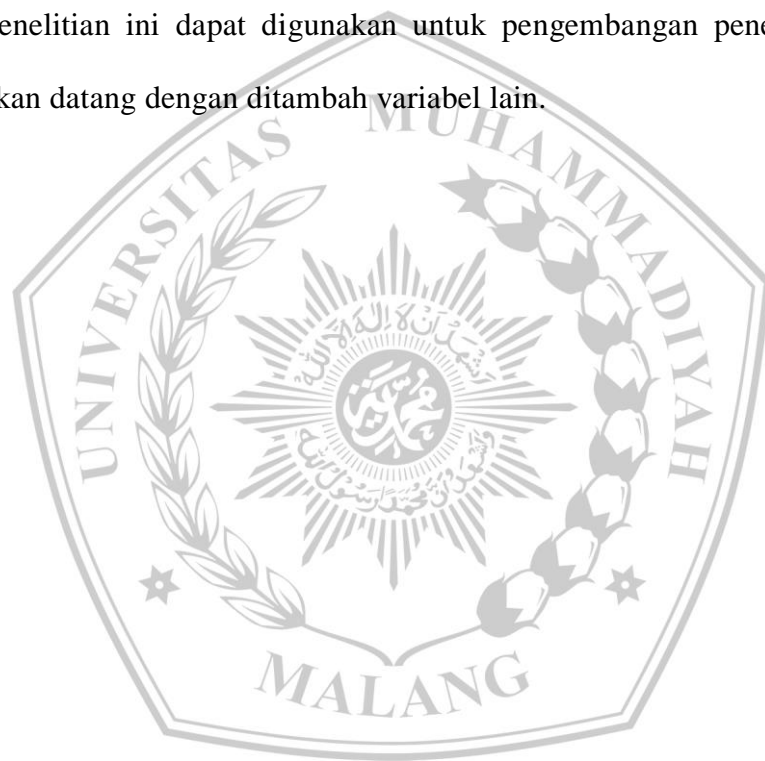 enelitian ini dapat digunakan untuk pengembangan pene
kan datang dengan ditambah variabel lain.
UNIVERSITAS MUHAMMADIYAH
MALANG